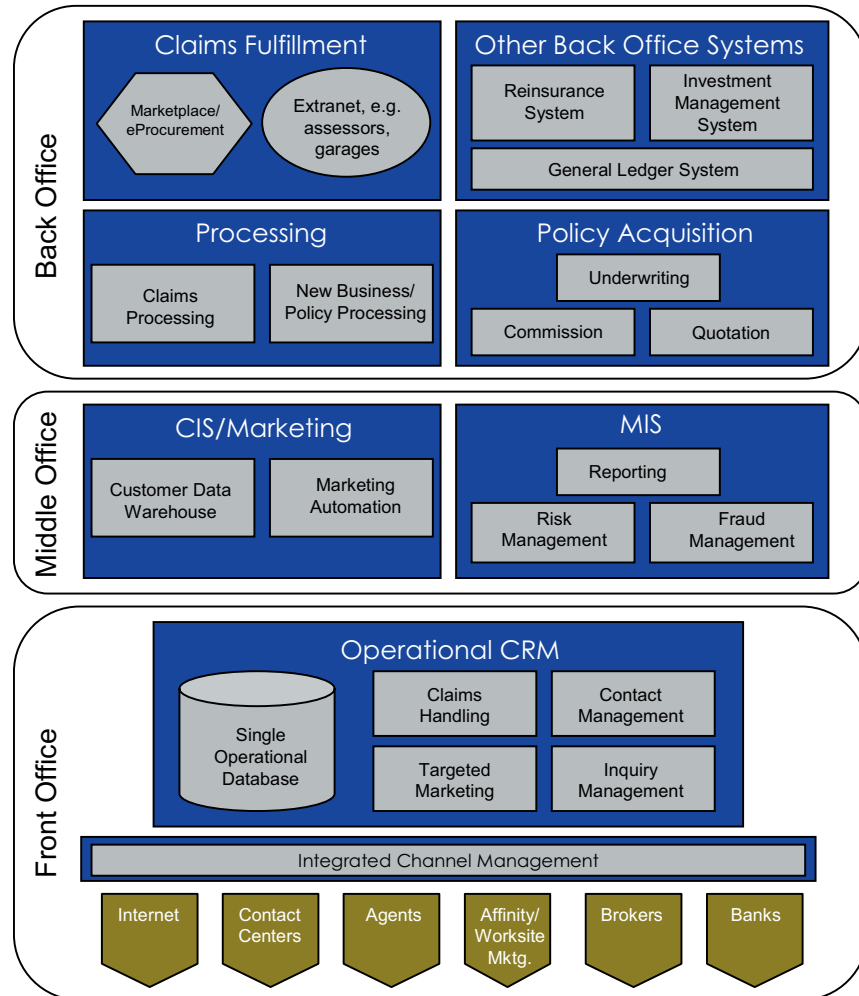 Back Office
Claims Fulfillment
Marketplace/
eProcurement
Extranet, e.g.
assessors,
garages
Other Back Office Systems
Reinsurance
System
Investment
Management
System
General Ledger System
Processing
Claims
Processing
New Business/
Policy Processing
Policy Acquisition
Underwriting
Commission
Quotation
Middle Office
CIS/Marketing
Customer Data
Warehouse
Marketing
Automation
MIS
Reporting
Risk
Management
Fraud
Management
Front Office
Operational CRM
Single
Operational
Database
Claims
Handling
Contact
Management
Targeted
Marketing
Inquiry
Management
Integrated Channel Management
Internet
Contact
Centers
Agents
Affinity/
Worksite
Mktg.
Brokers
Banks